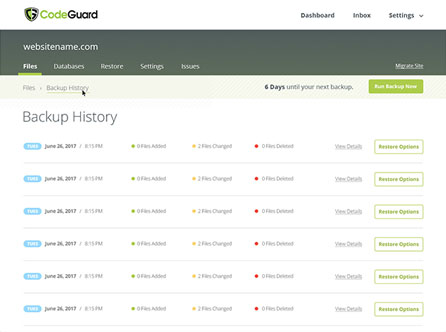 CodeGuard
Dashboard Inbox Settings
websitename.com
Files Databases Restore Settings Issues Migrate Site
Files › Backup History 6 Days until your next backup. Run Backup Now
Backup History
TUES June 26, 2017 / 8:15 PM 0 Files Added 2 Files Changed 0 Files Deleted View Details Restore Options
TUES June 26, 2017 / 8:15 PM 0 Files Added 2 Files Changed 0 Files Deleted View Details Restore Options
TUES June 26, 2017 / 8:15 PM 0 Files Added 2 Files Changed 0 Files Deleted View Details Restore Options
TUES June 26, 2017 / 8:15 PM 0 Files Added 2 Files Changed 0 Files Deleted View Details Restore Options
TUES June 26, 2017 / 8:15 PM 0 Files Added 2 Files Changed 0 Files Deleted View Details Restore Options
TUES June 26, 2017 / 8:15 PM 0 Files Added 2 Files Changed 0 Files Deleted View Details Restore Options